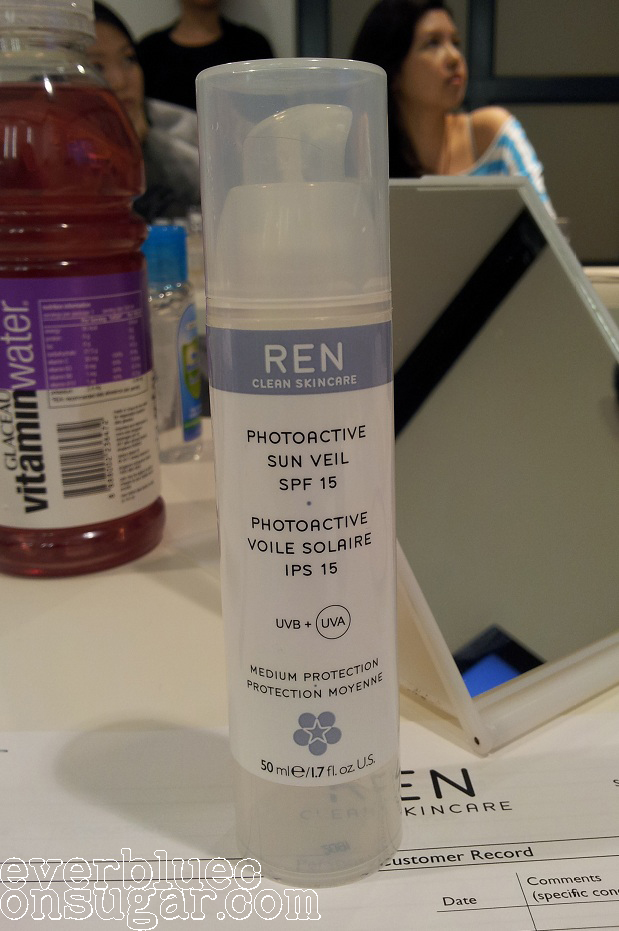 REN
CLEAN SKINCARE
PHOTOACTIVE
SUN VEIL
SPF 15
PHOTOACTIVE
VOILE SOLAIRE
IPS 15
UVB + UVA
MEDIUM PROTECTION
PROTECTION MOYENNE
50 ml℮/1.7 fl. oz. U.S.
GLACEAU
vitaminwater.
EN
CLEAN SKINCARE
Customer Record
Date
Comments
(specific con
everbluec
onsugar.com